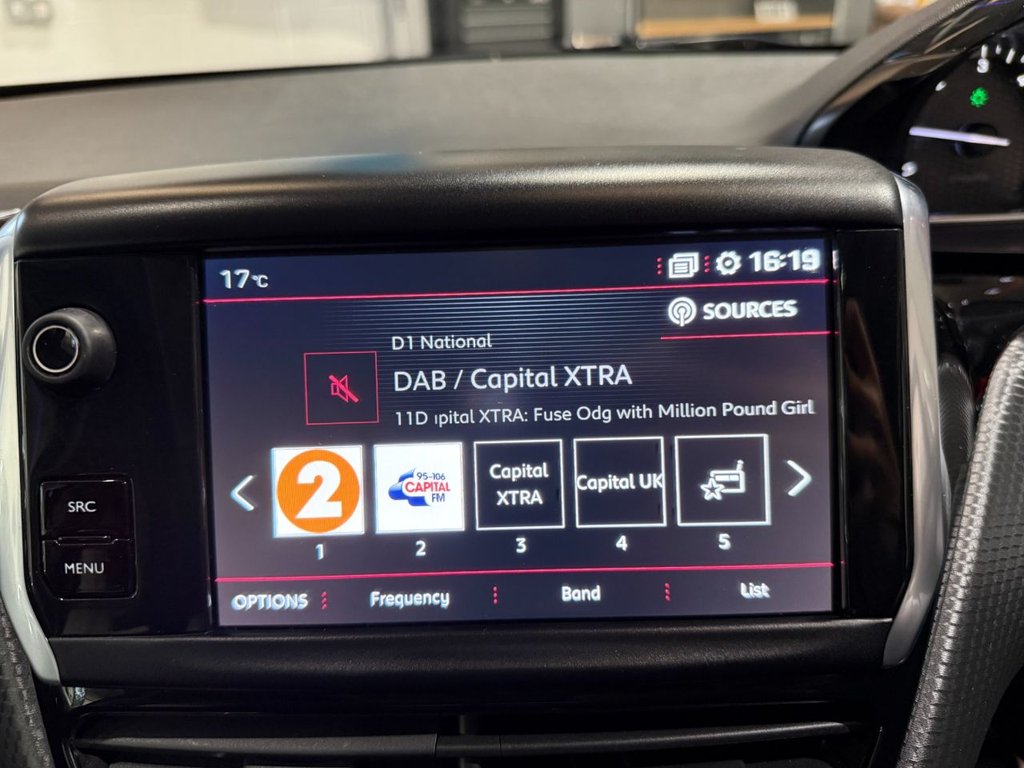 17°C
16:19
SOURCES
D1 National
DAB / Capital XTRA
11D ıpital XTRA: Fuse Odg with Million Pound Girl
2
95-106
CAPITAL
FM
Capital
XTRA
Capital UK
1
2
3
4
5
OPTIONS
Frequency
Band
List
SRC
MENU
3